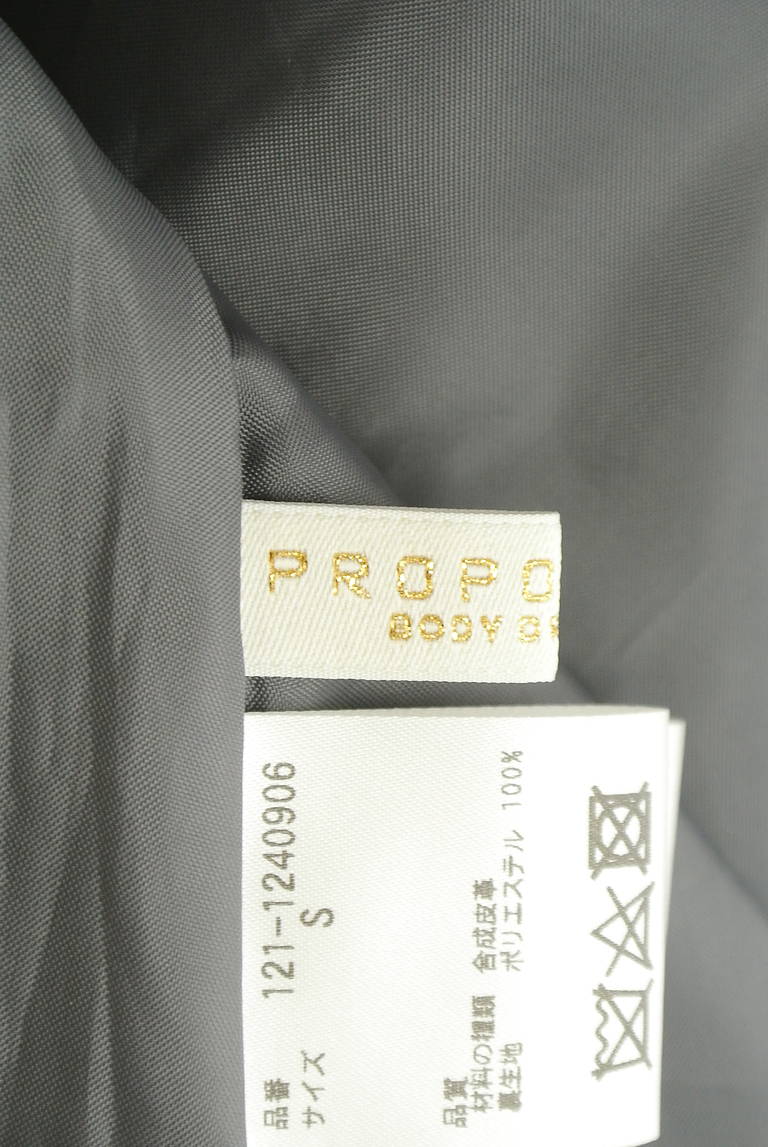 PROPO
BODY
品番 121-1240906
サイズ S
品質
材料の種類 合成皮革
裏生地 ポリエステル 100%